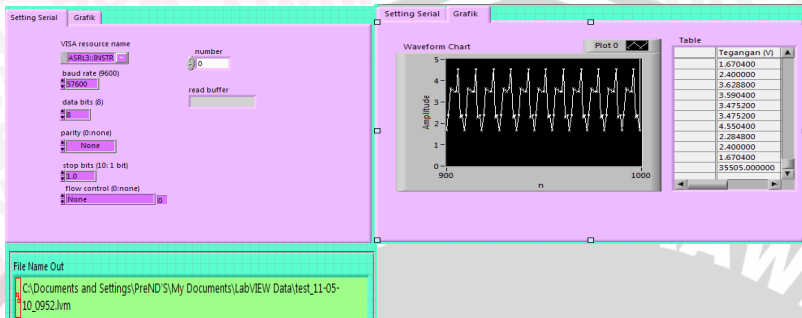 Setting Serial Grafik
VISA resource name
ASRL3::INSTR
baud rate (9600)
57600
data bits (8)
8
parity (0:none)
None
stop bits (10: 1 bit)
1.0
flow control (0:none)
None
0
number
0
read buffer
Setting Serial Grafik
Waveform Chart
Plot 0
Amplitude
5
4
3
2
1
0
900 1000
n
Table
Tegangan (V)
1.670400
2.400000
3.628800
3.590400
3.475200
3.475200
4.550400
2.284800
2.400000
1.670400
35505.000000
File Name Out
C:\Documents and Settings\PreND'S\My Documents\LabVIEW Data\test_11-05-
10_0952.lvm